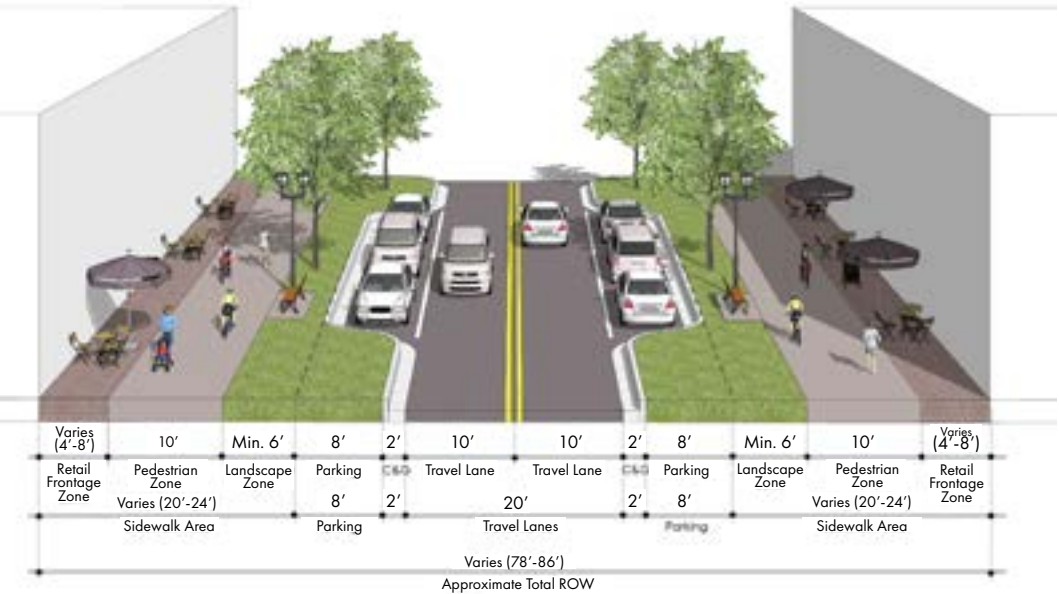 Varies
(4'-8')
10'
Min. 6'
8'
2'
10'
10'
2'
8'
Min. 6'
10'
Varies
(4'-8')
Retail
Frontage
Zone
Pedestrian
Zone
Landscape
Zone
Parking
C&G
Travel Lane
Travel Lane
C&G
Parking
Landscape
Zone
Pedestrian
Zone
Retail
Frontage
Zone
Varies (20'-24')
8'
2'
20'
2'
8'
Varies (20'-24')
Sidewalk Area
Parking
Travel Lanes
Parking
Sidewalk Area
Varies (78'-86')
Approximate Total ROW